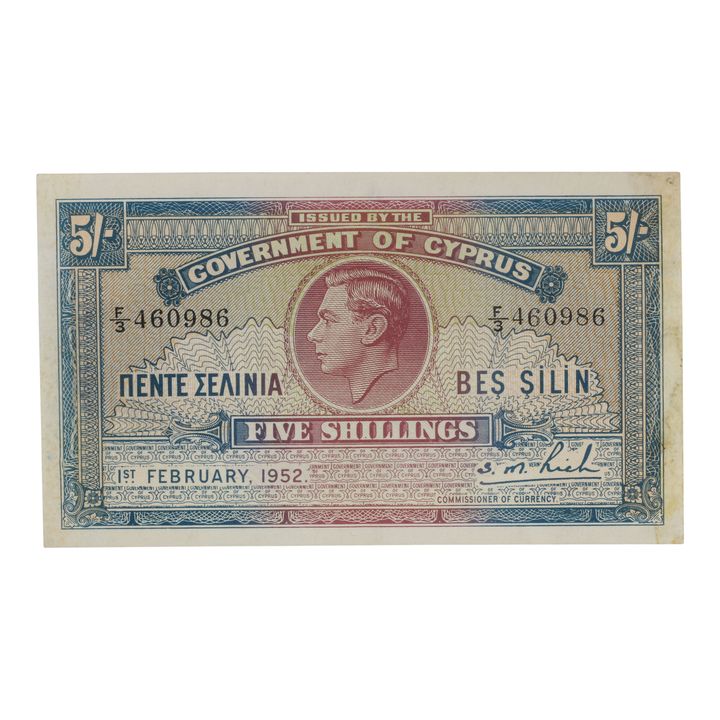 ISSUED BY THE
5/- GOVERNMENT OF CYPRUS 5/-
F/3 460986 F/3 460986
ΠΕΝΤΕ ΣΕΛΙΝΙΑ BEŞ ŞİLİN
FIVE SHILLINGS
1ST FEBRUARY 1952. S. M. Rich
COMMISSIONER OF CURRENCY.